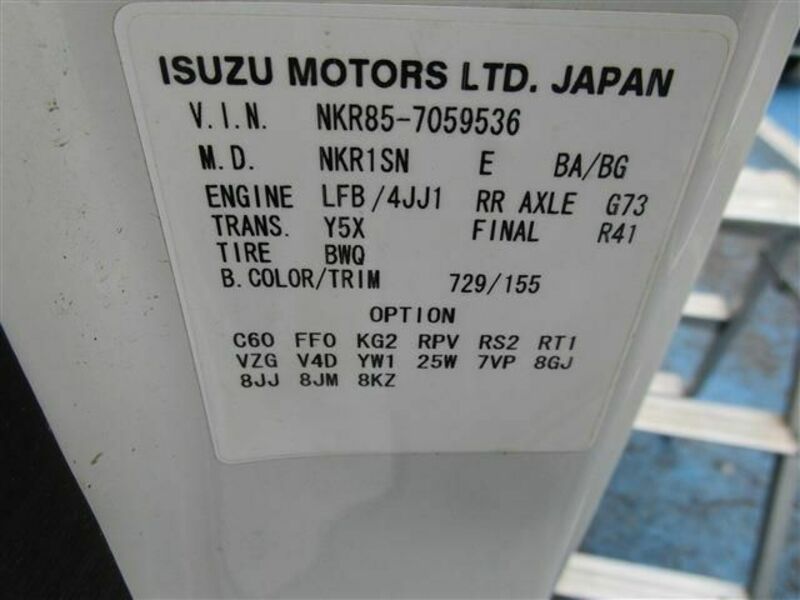 ISUZU MOTORS LTD. JAPAN
V.I.N. NKR85-7059536
M.D. NKR1SN E BA/BG
ENGINE LFB/4JJ1 RR AXLE G73
TRANS. Y5X FINAL R41
TIRE BWQ
B.COLOR/TRIM 729/155
OPTION
C60 FF0 KG2 RPV RS2 RT1
VZG V4D YW1 25W 7VP 8GJ
8JJ 8JM 8KZ